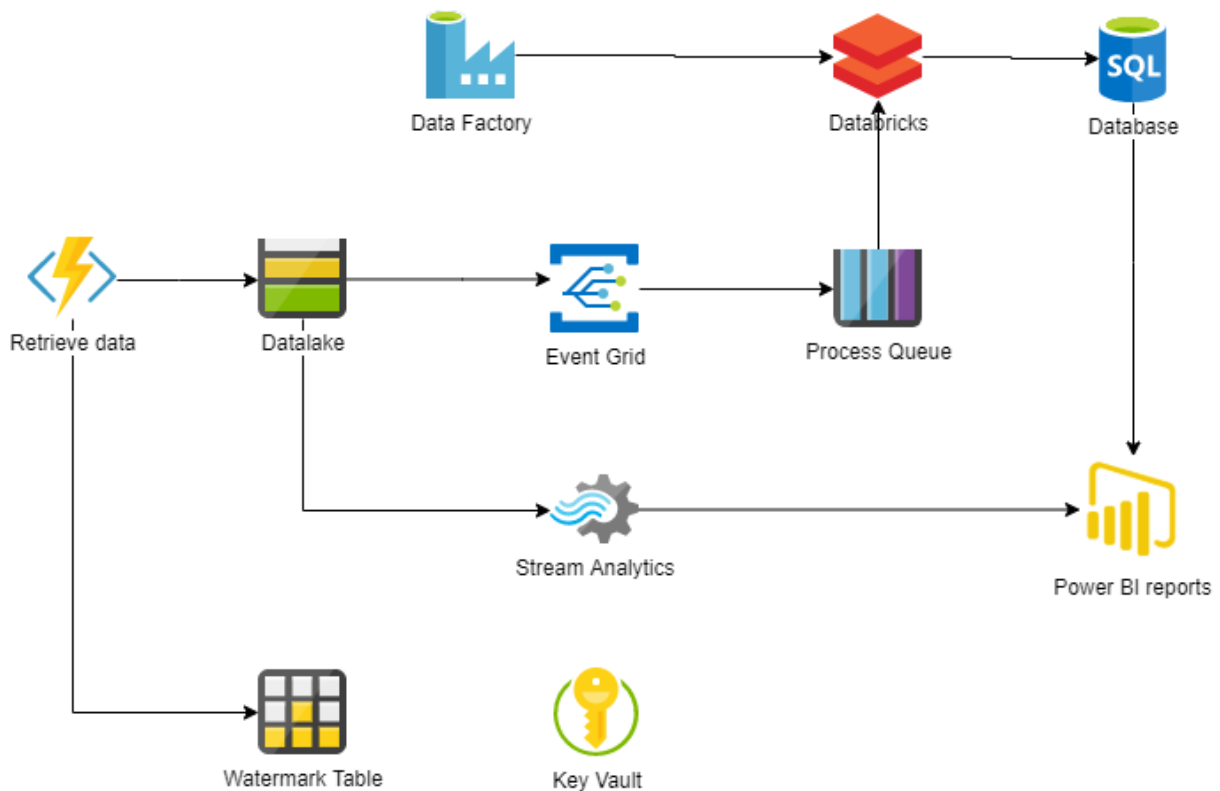 SQL
Data Factory
Databricks
Database
Retrieve data
Datalake
Event Grid
Process Queue
Stream Analytics
Power BI reports
Watermark Table
Key Vault